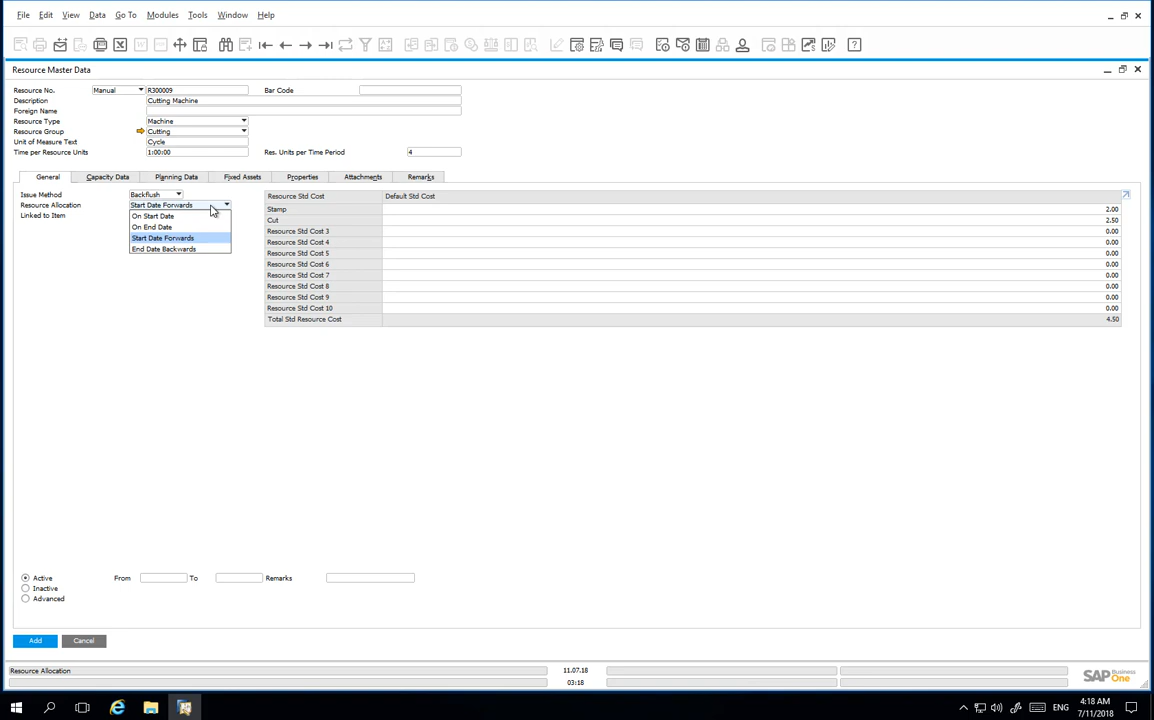 File Edit View Data Go To Modules Tools Window Help
Resource Master Data
Resource No. Manual R300009 Bar Code
Description Cutting Machine
Foreign Name
Resource Type Machine
Resource Group Cutting
Unit of Measure Text Cycle
Time per Resource Units 1:00:00 Res. Units per Time Period 4
General Capacity Data Planning Data Fixed Assets Properties Attachments Remarks
Issue Method Backflush
Resource Allocation Start Date Forwards
Linked to Item
On Start Date
On End Date
Start Date Forwards
End Date Backwards
Resource Std Cost Default Std Cost
Stamp 2.00
Cut 2.50
Resource Std Cost 3 0.00
Resource Std Cost 4 0.00
Resource Std Cost 5 0.00
Resource Std Cost 6 0.00
Resource Std Cost 7 0.00
Resource Std Cost 8 0.00
Resource Std Cost 9 0.00
Resource Std Cost 10 0.00
Total Std Resource Cost 4.50
Active From To Remarks
Inactive
Advanced
Add Cancel
Resource Allocation 11.07.18
03:18
SAP Business One
ENG 4:18 AM
7/11/2018